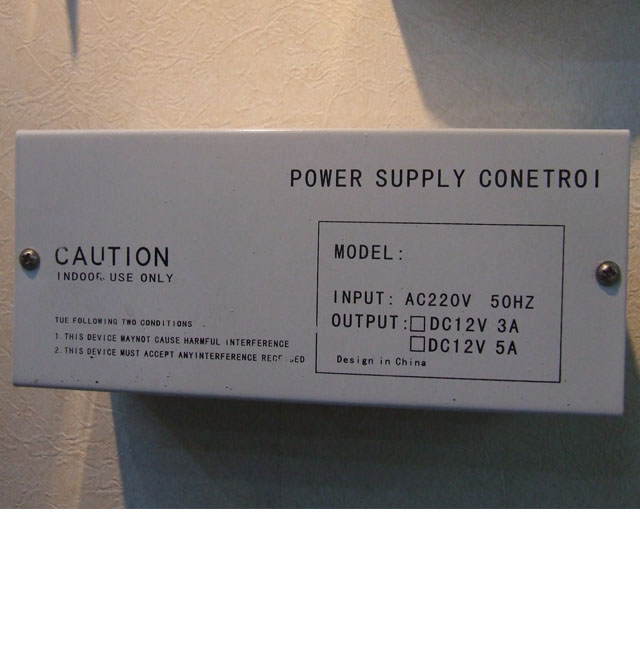 POWER SUPPLY CONETROI
CAUTION
INDOOR USE ONLY
TUE FOLLOWING TWO CONDITIONS
1. THIS DEVICE MAYNOT CAUSE HARMFUL INTERFERENCE
2. THIS DEVICE MUST ACCEPT ANYINTERFERENCE
MODEL:
INPUT: AC220V 50HZ
OUTPUT: □DC12V 3A
□DC12V 5A
Design in China